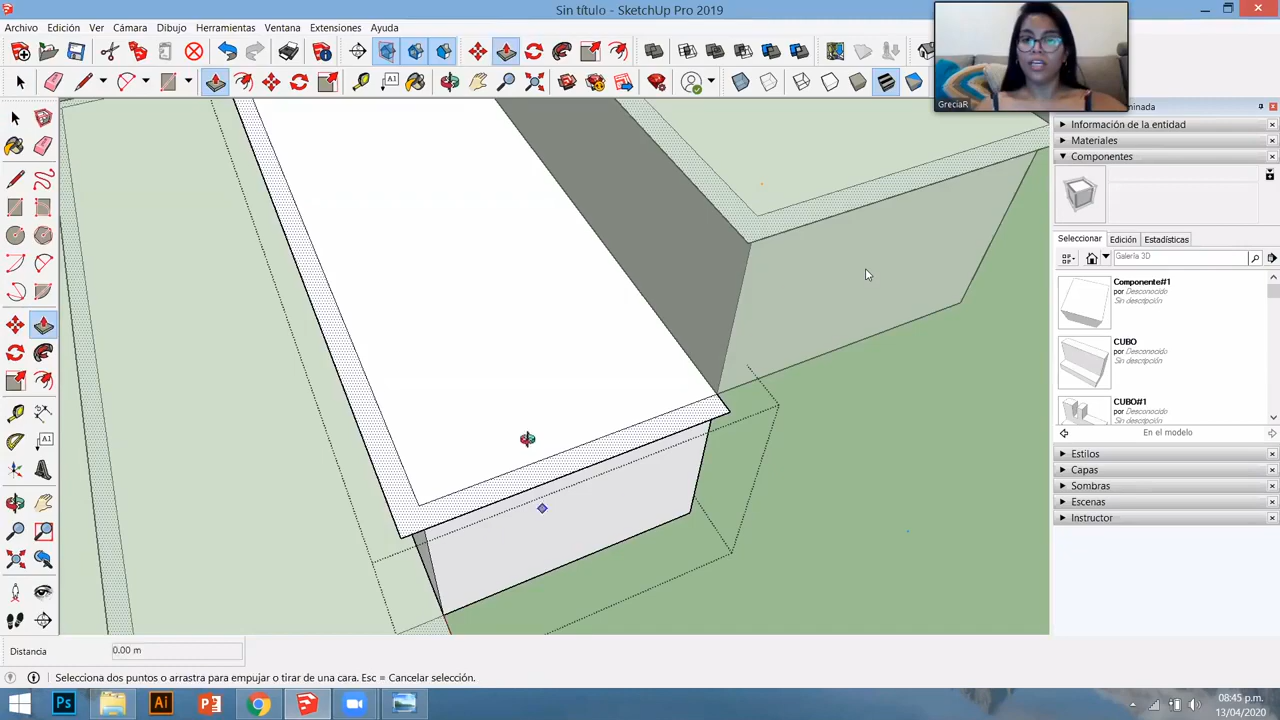 Sin título - SketchUp Pro 2019
Archivo Edición Ver Cámara Dibujo Herramientas Ventana Extensiones Ayuda
GreciaR
minada
Información de la entidad
Materiales
Componentes
Seleccionar Edición Estadísticas
Galería 3D
Componente#1
por Desconocido
Sin descripción
CUBO
por Desconocido
Sin descripción
CUBO#1
por Desconocido
En el modelo
Estilos
Capas
Sombras
Escenas
Instructor
Distancia 0.00 m
Selecciona dos puntos o arrastra para empujar o tirar de una cara. Esc = Cancelar selección.
08:45 p.m.
13/04/2020